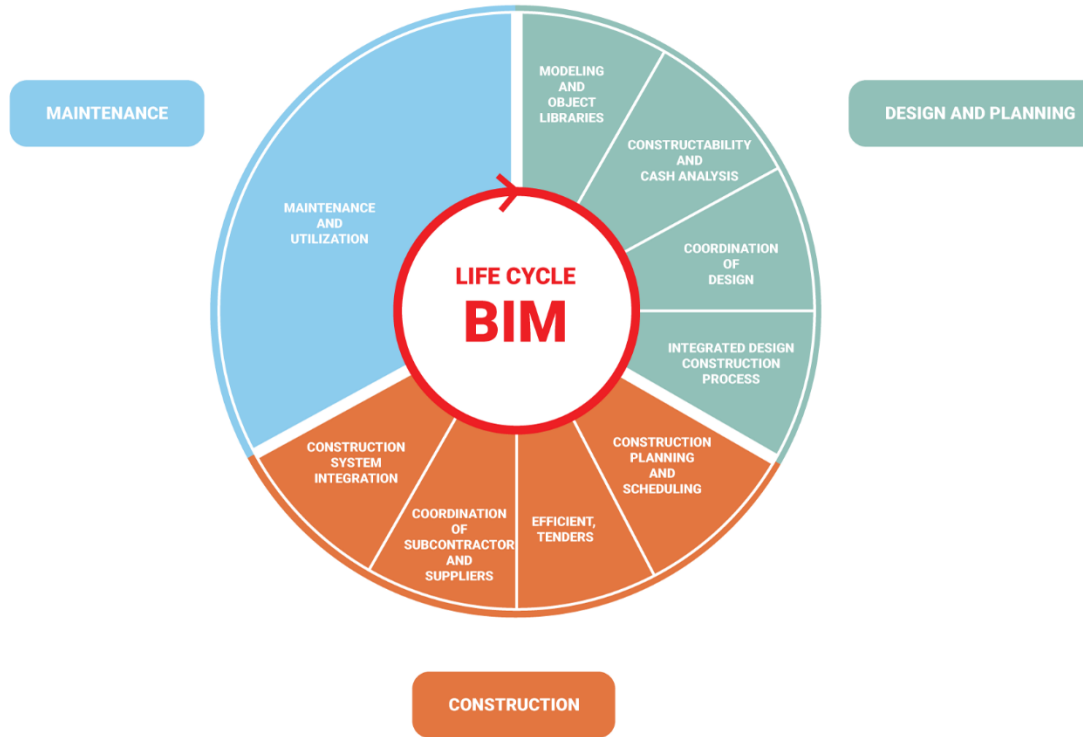 MAINTENANCE
DESIGN AND PLANNING
MODELING
AND
OBJECT
LIBRARIES
CONSTRUCTABILITY
AND
CASH ANALYSIS
COORDINATION
OF
DESIGN
INTEGRATED DESIGN
CONSTRUCTION
PROCESS
CONSTRUCTION
PLANNING
AND
SCHEDULING
EFFICIENT,
TENDERS
COORDINATION
OF
SUBCONTRACTOR
AND
SUPPLIERS
CONSTRUCTION
SYSTEM
INTEGRATION
MAINTENANCE
AND
UTILIZATION
LIFE CYCLE
BIM
CONSTRUCTION